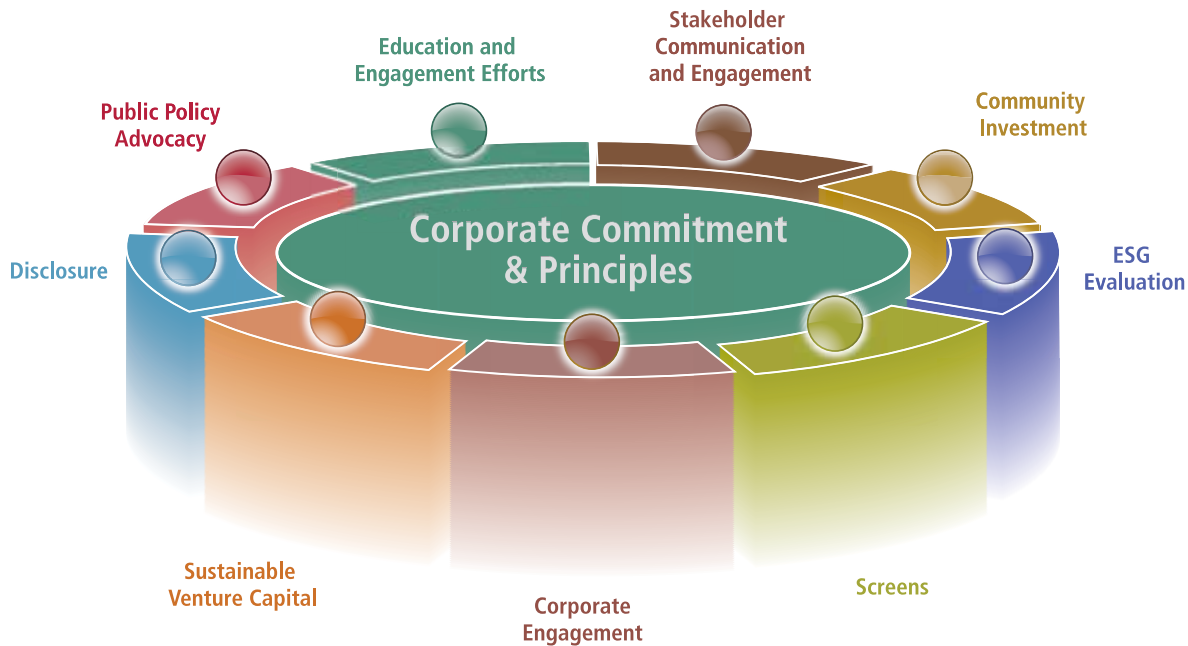 Stakeholder
Communication
and Engagement
Education and
Engagement Efforts
Community
Investment
Public Policy
Advocacy
Corporate Commitment
& Principles
Disclosure
ESG
Evaluation
Sustainable
Venture Capital
Screens
Corporate
Engagement